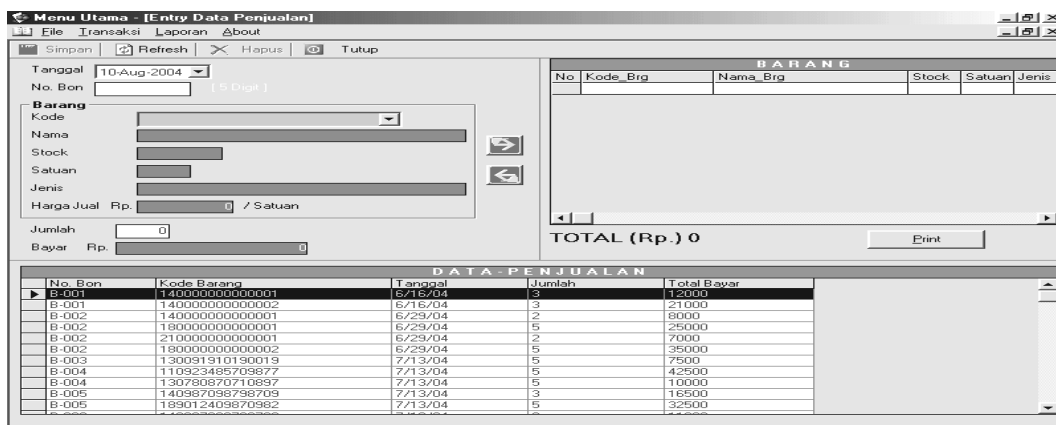 Menu Utama - [Entry Data Penjualan]
File Transaksi Laporan About
Simpan Refresh Hapus Tutup
Tanggal 10-Aug-2004
No. Bon [ 5 Digit ]
Barang
Kode
Nama
Stock
Satuan
Jenis
Harga Jual Rp. 0 / Satuan
Jumlah 0
Bayar Rp. 0
BARANG
No Kode_Brg Nama_Brg Stock Satuan Jenis
TOTAL (Rp.) 0 Print
DATA-PENJUALAN
No. Bon Kode Barang Tanggal Jumlah Total Bayar
B-001 140000000000001 6/16/04 3 12000
B-001 140000000000002 6/16/04 3 21000
B-002 140000000000001 6/29/04 2 8000
B-002 180000000000001 6/29/04 5 25000
B-002 210000000000001 6/29/04 2 7000
B-002 180000000000002 6/29/04 5 35000
B-003 130091910190019 7/13/04 5 7500
B-004 110923485709877 7/13/04 5 42500
B-004 130780870710897 7/13/04 5 10000
B-005 140987098798709 7/13/04 3 16500
B-005 189012409870982 7/13/04 5 32500